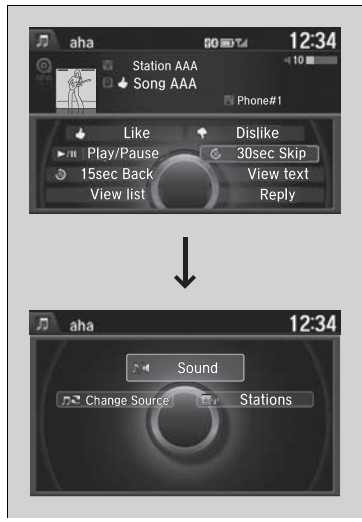 aha 12:34
Station AAA 10
Song AAA
Phone#1
Like Dislike
Play/Pause 30sec Skip
15sec Back View text
View list Reply
aha 12:34
Sound
Change Source Stations